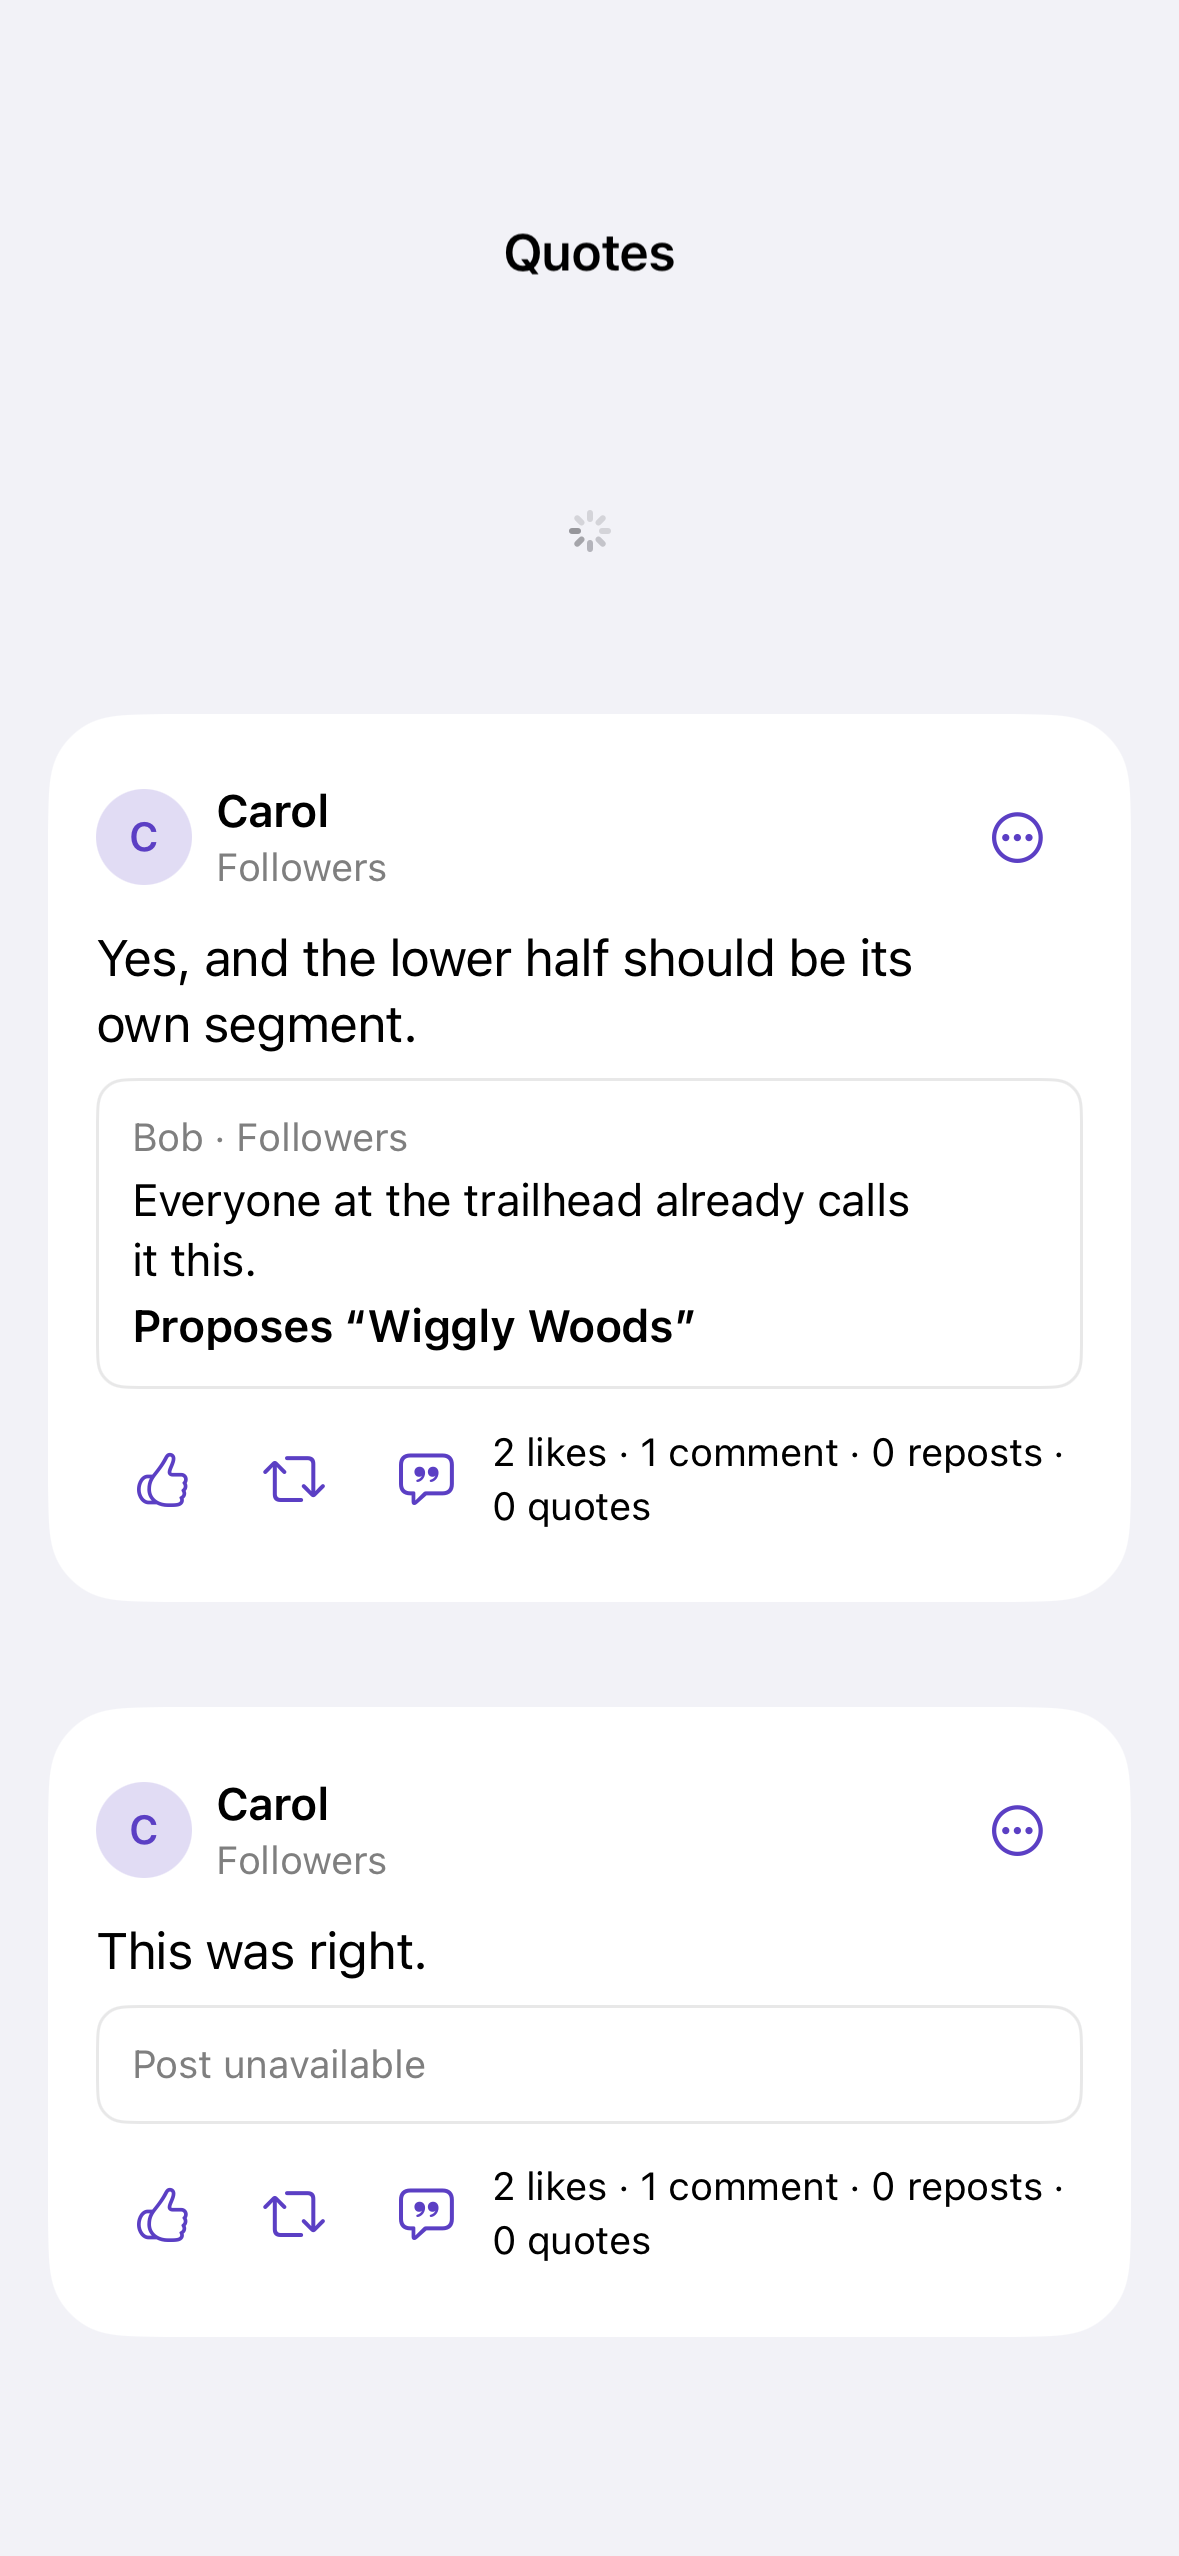 Quotes
C
Carol
Followers
Yes, and the lower half should be its
own segment.
Bob · Followers
Everyone at the trailhead already calls
it this.
Proposes “Wiggly Woods”
2 likes · 1 comment · 0 reposts ·
0 quotes
C
Carol
Followers
This was right.
Post unavailable
2 likes · 1 comment · 0 reposts ·
0 quotes